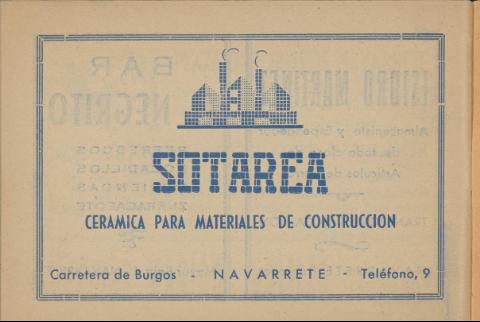 SOTAREA
CERAMICA PARA MATERIALES DE CONSTRUCCION
Carretera de Burgos - NAVARRETE - Teléfono, 9